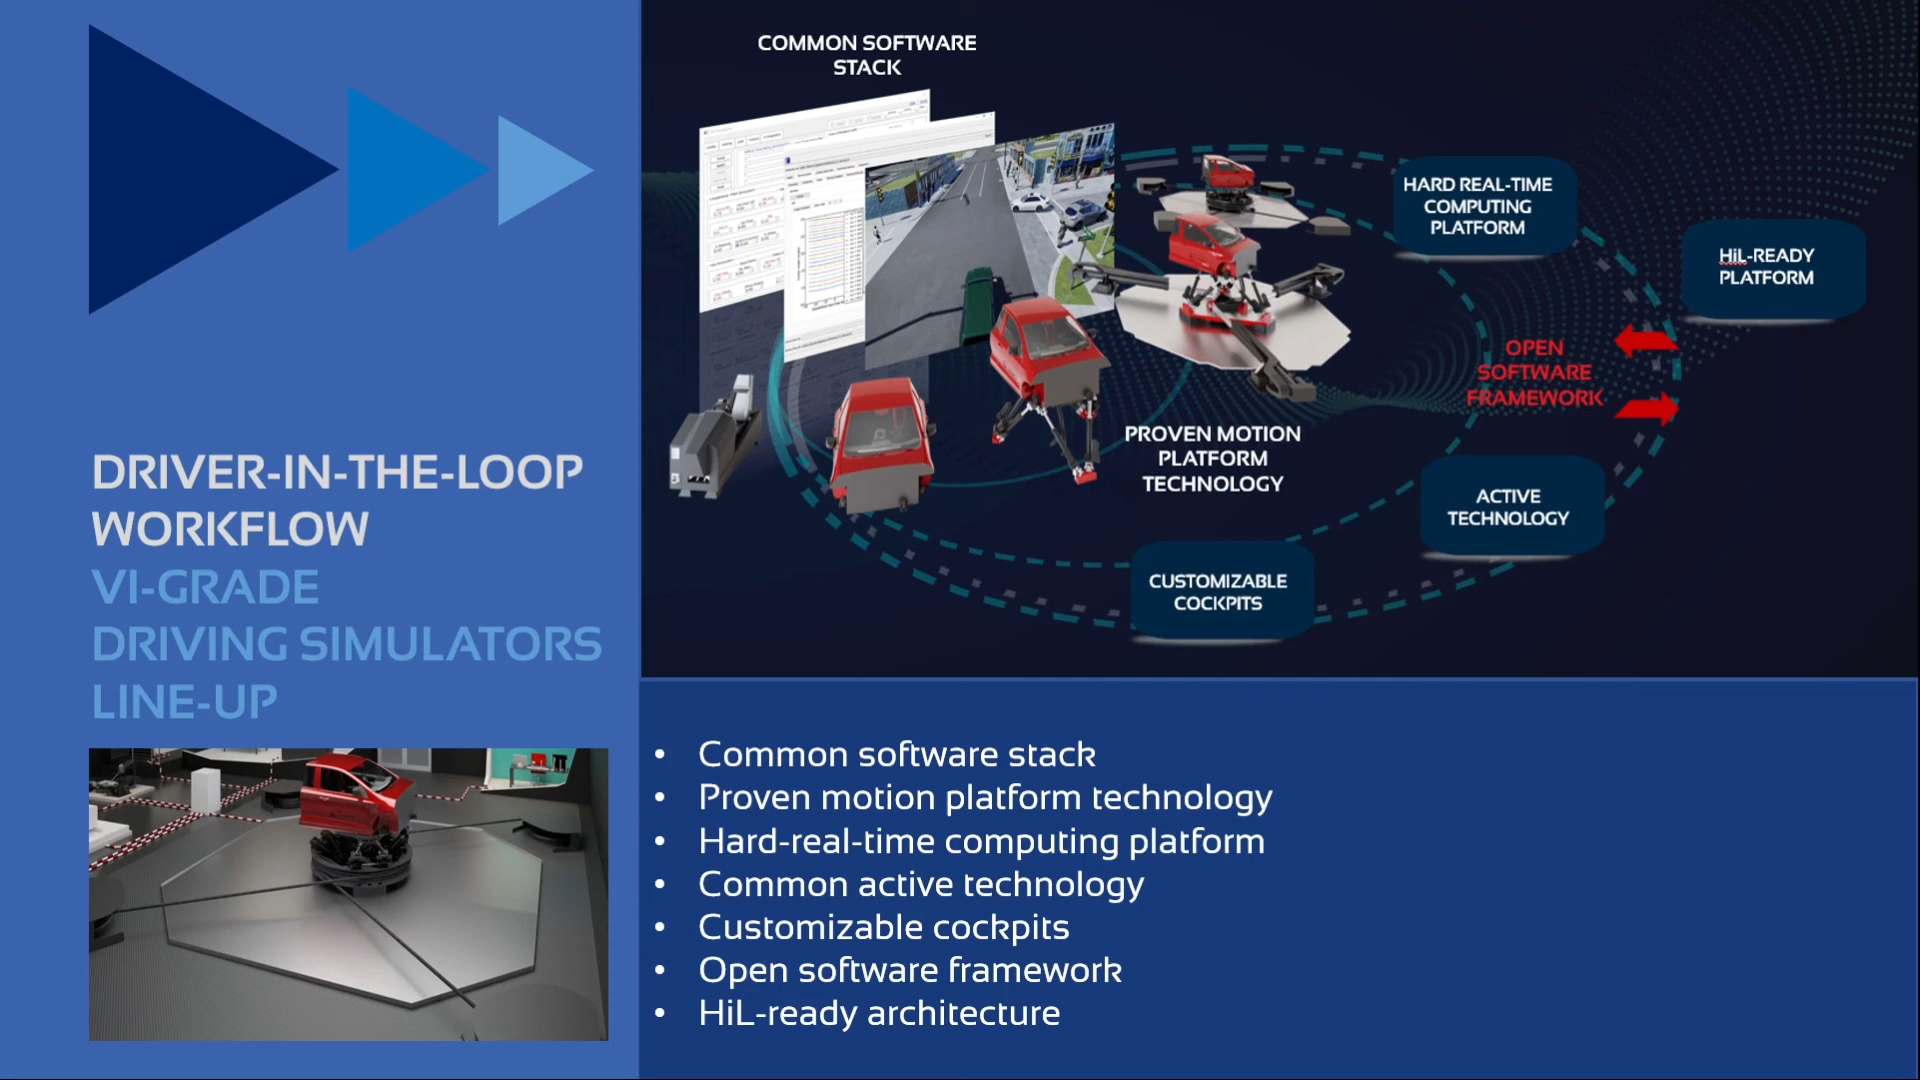 DRIVER-IN-THE-LOOP
WORKFLOW
VI-GRADE
DRIVING SIMULATORS
LINE-UP
COMMON SOFTWARE
STACK
HARD REAL-TIME
COMPUTING
PLATFORM
HiL-READY
PLATFORM
OPEN
SOFTWARE
FRAMEWORK
PROVEN MOTION
PLATFORM
TECHNOLOGY
ACTIVE
TECHNOLOGY
CUSTOMIZABLE
COCKPITS
• Common software stack
• Proven motion platform technology
• Hard-real-time computing platform
• Common active technology
• Customizable cockpits
• Open software framework
• HiL-ready architecture